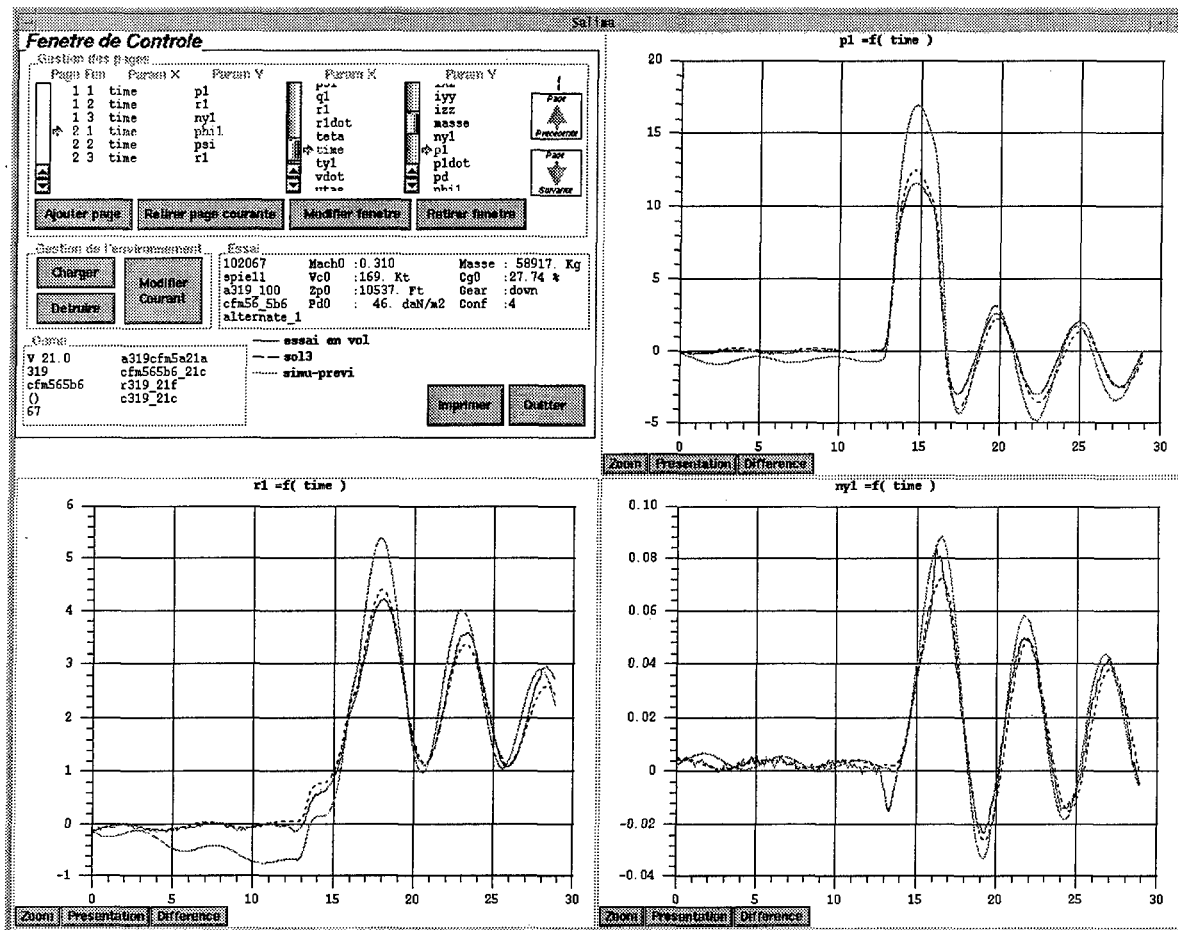 Salima
Fenetre de Controle
Gestion des pages
Page Fen Param X Param Y Param X Param Y
1 1 time p1
1 2 time r1
1 3 time ny1
2 1 time phi1
2 2 time psi
2 3 time r1
psi
q1
r1
r1dot
teta
time
ty1
vdot
vtas
ixz
iyy
izz
masse
ny1
p1
p1dot
pd
phi1
Page
Precedente
Page
Suivante
Ajouter page Retirer page courante Modifier fenetre Retirer fenetre
Gestion de l'environnement
Charger
Detruire
Modifier
Courant
Essai
102067 Mach0 :0.310 Masse : 58917. Kg
spiel1 Vc0 :169. Kt Cg0 :27.74 %
a319_100 Zp0 :10537. Ft Gear :down
cfm56_5b6 Pd0 : 46. daN/m2 Conf :4
alternate_1
V 21.0 a319cfm5a21a
319 cfm565b6_21c
cfm565b6 r319_21f
() c319_21c
67
essai en vol
sol3
simu-previ
Imprimer Quitter
p1 =f( time )
20
15
10
5
0
-5
0 5 10 15 20 25 30
Zoom Presentation Difference
r1 =f( time )
6
5
4
3
2
1
0
-1
0 5 10 15 20 25 30
Zoom Presentation Difference
ny1 =f( time )
0.10
0.08
0.06
0.04
0.02
0
-0.02
-0.04
0 5 10 15 20 25 30
Zoom Presentation Difference